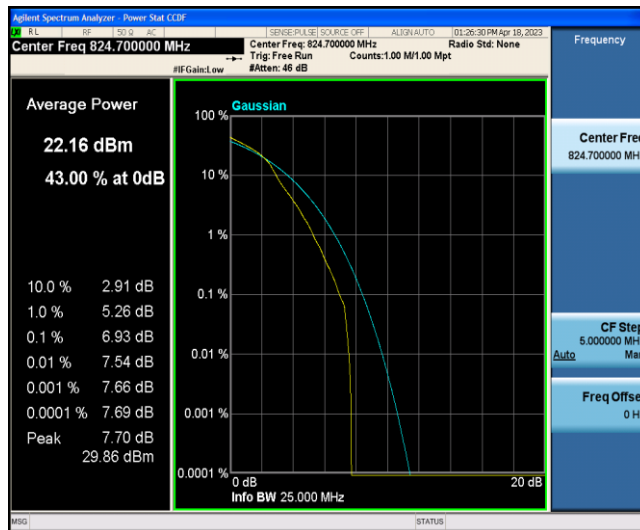 Agilent Spectrum Analyzer - Power Stat CCDF
RL RF 50 Ω AC SENSE:PULSE SOURCE OFF ALIGN AUTO 01:26:30 PM Apr 18, 2023
Center Freq 824.700000 MHz
Center Freq: 824.700000 MHz Radio Std: None
Trig: Free Run Counts:1.00 M/1.00 Mpt
#IFGain:Low #Atten: 46 dB
Frequency
Average Power
22.16 dBm
43.00 % at 0dB
10.0 % 2.91 dB
1.0 % 5.26 dB
0.1 % 6.93 dB
0.01 % 7.54 dB
0.001 % 7.66 dB
0.0001 % 7.69 dB
Peak 7.70 dB
29.86 dBm
Gaussian
100 %
10 %
1 %
0.1 %
0.01 %
0.001 %
0.0001 %
0 dB 20 dB
Info BW 25.000 MHz
Center Fre
824.700000 MH
CF Step
5.000000 MH
Auto Ma
Freq Offse
0 H
MSG STATUS